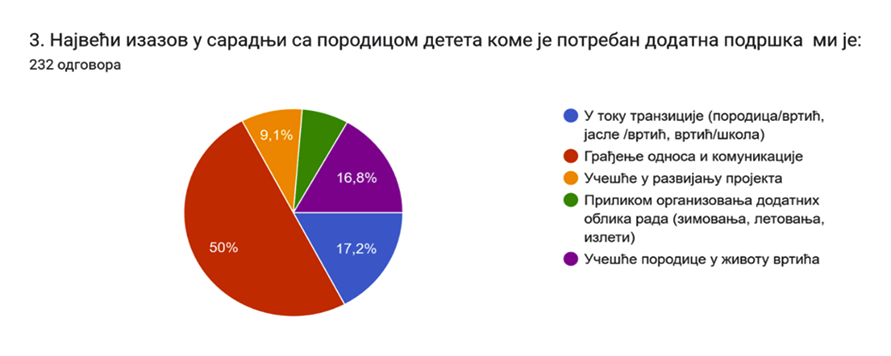 3. Највећи изазов у сарадњи са породицом детета коме је потребан додатна подршка ми је:
232 одговора
9,1%
16,8%
50%
17,2%
У току транзиције (породица/вртић,
јасле /вртић, вртић/школа)
Грађење односа и комуникације
Учешће у развијању пројекта
Приликом организовања додатних
облика рада (зимовања, летовања,
излети)
Учешће породице у животу вртића